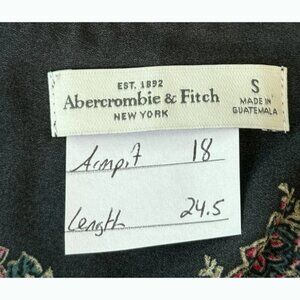 EST. 1892
Abercrombie & Fitch
NEW YORK
S
MADE IN
GUATEMALA
Armpit 18
Length 24.5